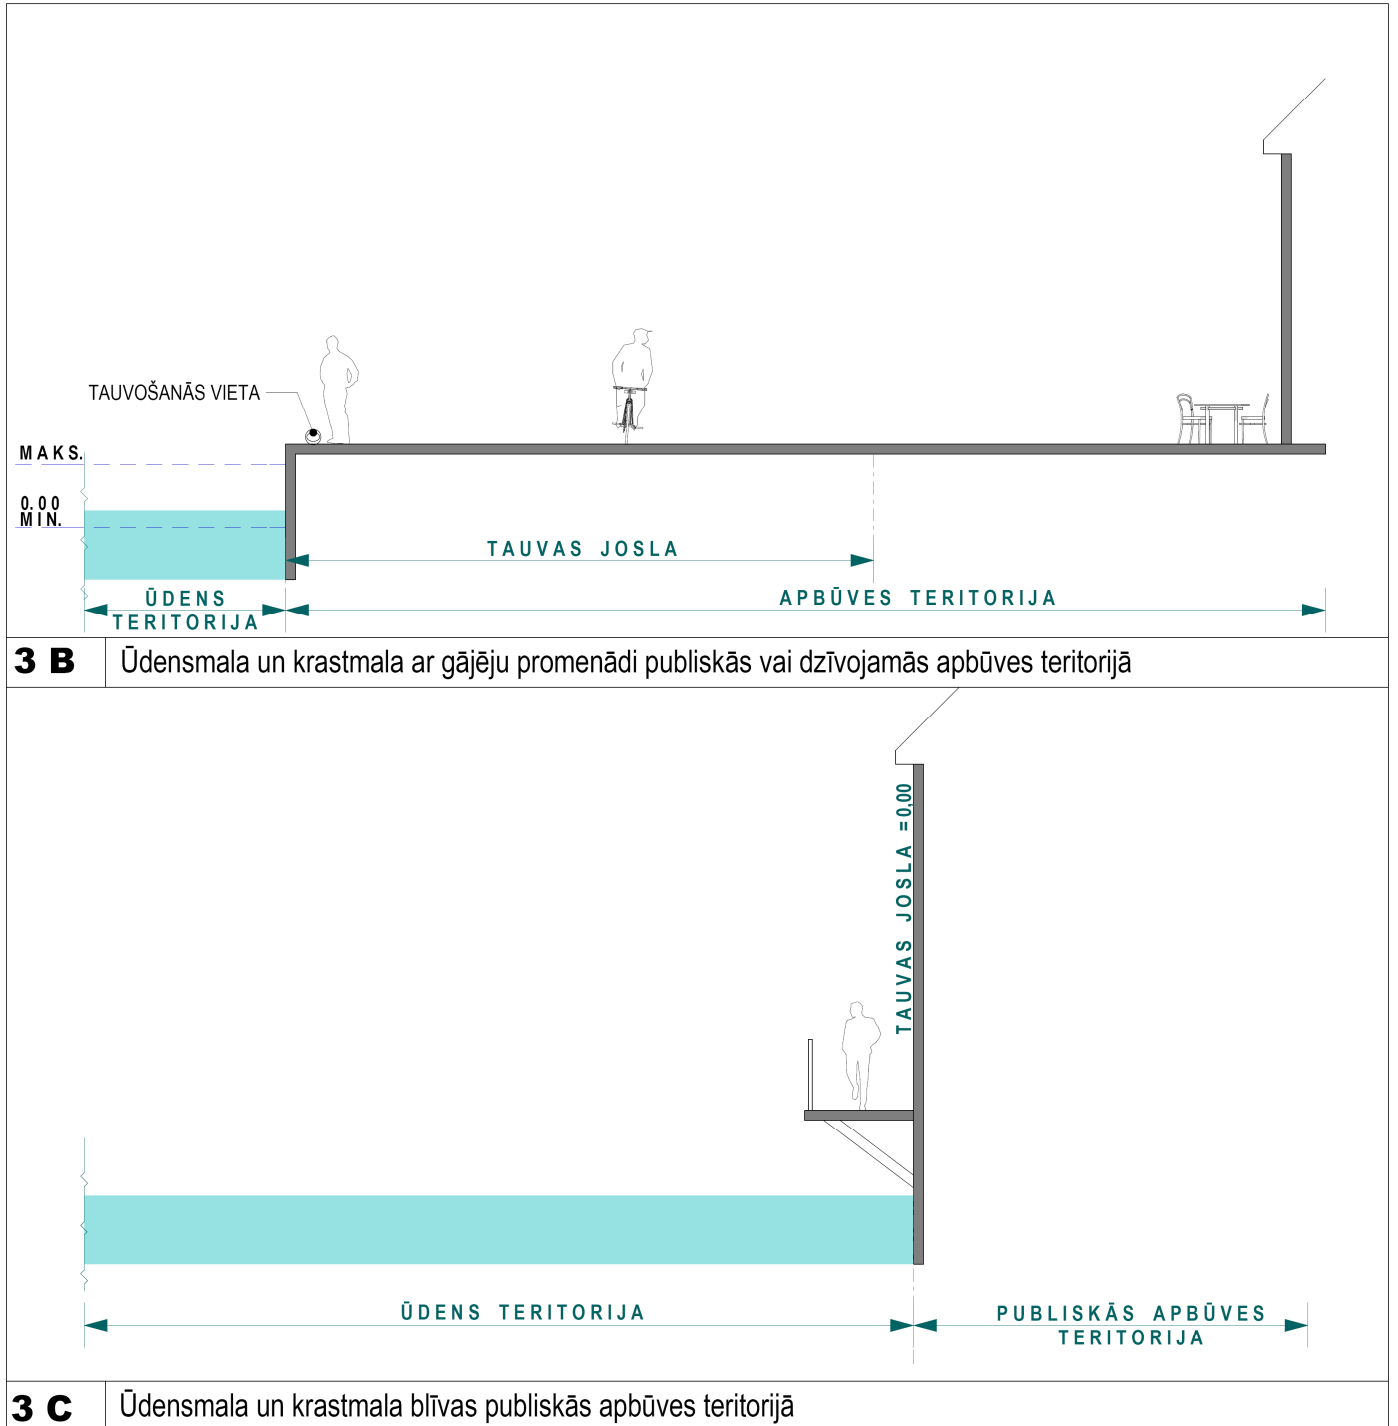 TAUVOŠANĀS VIETA
MAKS.
0.00
MIN.
TAUVAS JOSLA
ŪDENS
TERITORIJA
APBŪVES TERITORIJA
3 B Ūdensmala un krastmala ar gājēju promenādi publiskās vai dzīvojamās apbūves teritorijā
TAUVAS JOSLA =0,00
ŪDENS TERITORIJA
PUBLISKĀS APBŪVES
TERITORIJA
3 C Ūdensmala un krastmala blīvas publiskās apbūves teritorijā